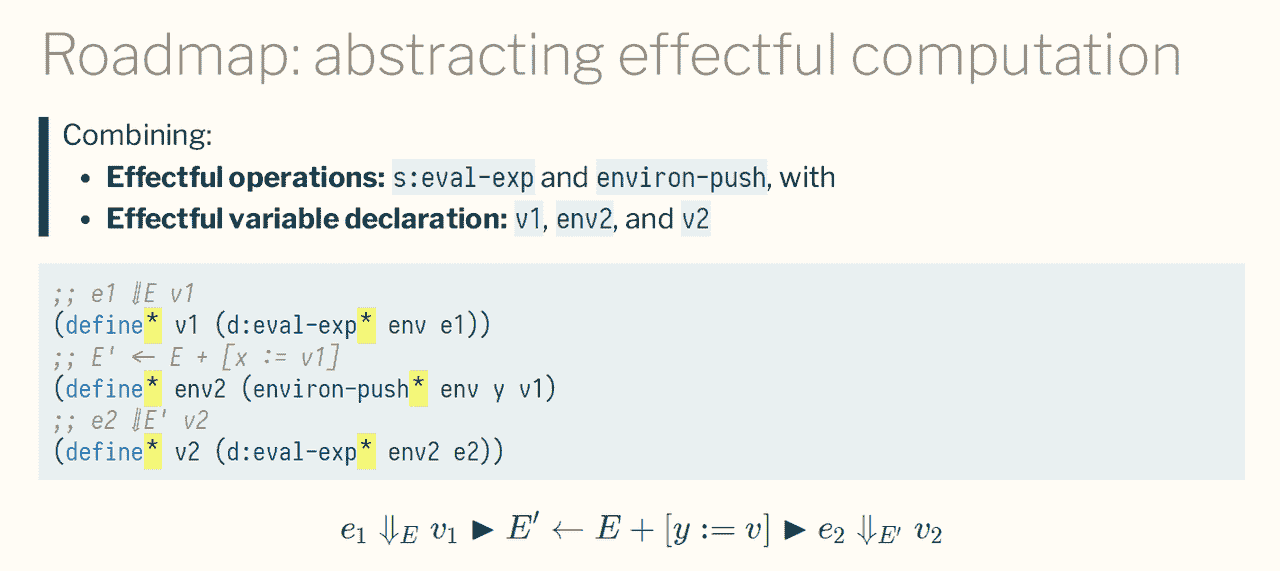 Roadmap: abstracting effectful computation
Combining:
• Effectful operations: s:eval-exp and environ-push, with
• Effectful variable declaration: v1, env2, and v2
;; e1 ⇓E v1
(define* v1 (d:eval-exp* env e1))
;; E' ← E + [x := v1]
(define* env2 (environ-push* env y v1)
;; e2 ⇓E' v2
(define* v2 (d:eval-exp* env2 e2))
e₁ ⇓_E v₁ ▶ E′ ← E + [y := v] ▶ e₂ ⇓_E′ v₂